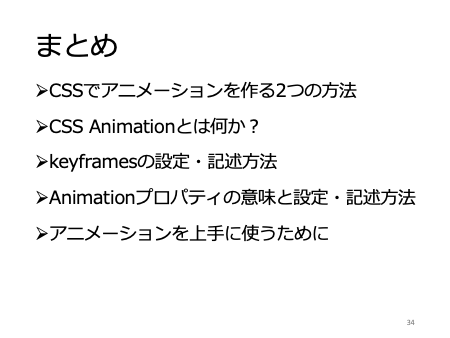 まとめ
➢CSSでアニメーションを作る2つの方法
➢CSS Animationとは何か？
➢keyframesの設定・記述方法
➢Animationプロパティの意味と設定・記述方法
➢アニメーションを上手に使うために
34